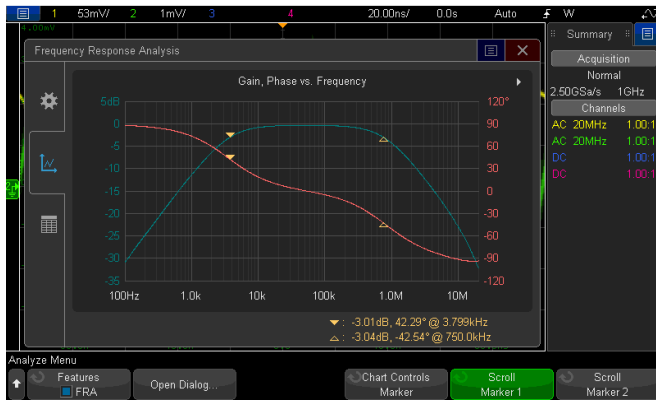 1 53mV/ 2 1mV/ 3 4 20.00ns/ 0.0s Auto W
4.00mV
Summary
Frequency Response Analysis
Acquisition
Normal
2.50GSa/s 1GHz
Channels
AC 20MHz 1.00:1
AC 20MHz 1.00:1
DC 1.00:1
DC 1.00:1
Gain, Phase vs. Frequency
5dB 120°
0 90
-5 60
-10 30
-15 0
-20 -30
-25 -60
-30 -90
-35 -120
100Hz 1.0k 10k 100k 1.0M 10M
: -3.01dB, 42.29° @ 3.799kHz
: -3.04dB, -42.54° @ 750.0kHz
Analyze Menu
Features
FRA
Open Dialog...
Chart Controls
Marker
Scroll
Marker 1
Scroll
Marker 2